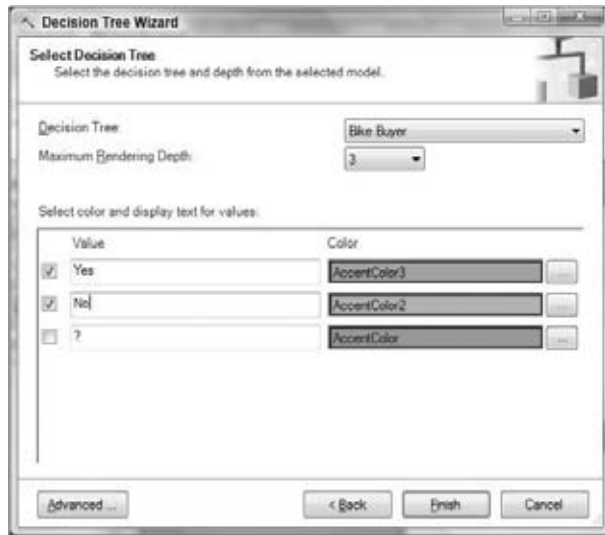 Decision Tree Wizard
Select Decision Tree
Select the decision tree and depth from the selected model.
Decision Tree: Bike Buyer
Maximum Rendering Depth: 3
Select color and display text for values:
Value Color
Yes AccentColor3 ...
No AccentColor2 ...
? AccentColor ...
Advanced ... < Back Finish Cancel